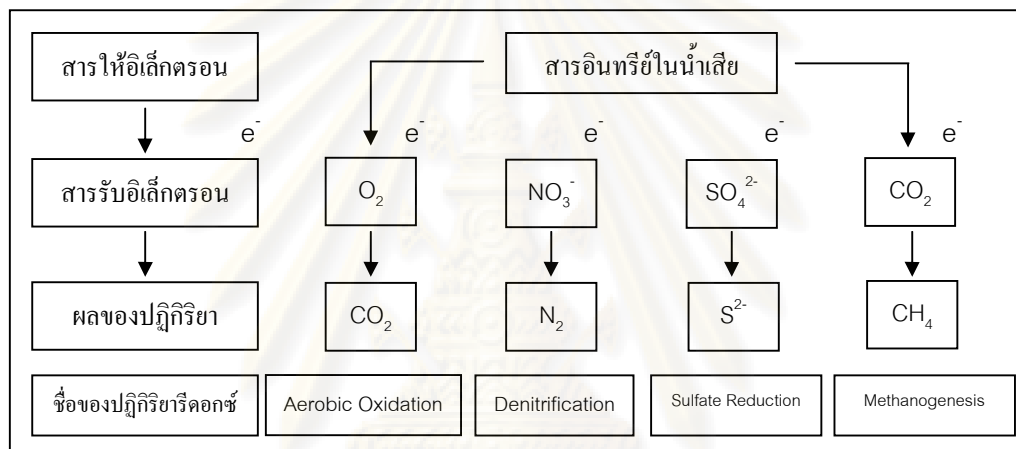 สารให้อิเล็กตรอน สารอินทรีย์ในน้ำเสีย
e⁻ e⁻ e⁻ e⁻ e⁻
สารรับอิเล็กตรอน O₂ NO₃⁻ SO₄²⁻ CO₂
ผลของปฏิกิริยา CO₂ N₂ S²⁻ CH₄
ชื่อของปฏิกิริยารีดอกซ์ Aerobic Oxidation Denitrification Sulfate Reduction Methanogenesis